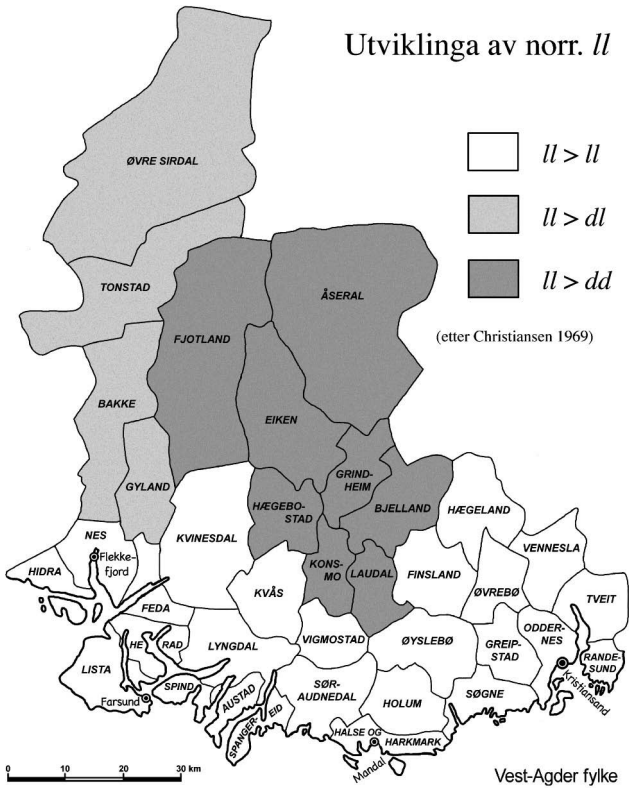 Utviklinga av norr. ll
ll > ll
ll > dl
ll > dd
(etter Christiansen 1969)
ØVRE SIRDAL
TONSTAD
ÅSERAL
FJOTLAND
BAKKE
EIKEN
GYLAND
GRIND-
HEIM
HÆGEBO-
STAD
BJELLAND
HÆGELAND
NES
Flekke-
fjord
KVINESDAL
VENNESLA
HIDRA
KONS-
MO
LAUDAL
FINSLAND
KVÅS
ØVREBØ
TVEIT
FEDA
HE
RAD
LYNGDAL
VIGMOSTAD
ØYSLEBØ
GREIP-
STAD
ODDER-
NES
RANDE-
SUND
LISTA
SPIND
Farsund
AUSTAD
SPANGER-
EID
SØR-
AUDNEDAL
HOLUM
SØGNE
Kristiansand
HALSE OG
HARKMARK
Mandal
0 10 20 30 km
Vest-Agder fylke